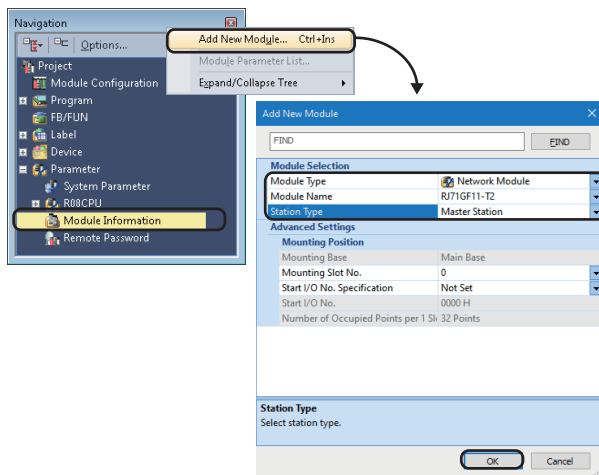 Navigation
Options...
Project
Module Configuration
Program
FB/FUN
Label
Device
Parameter
System Parameter
R08CPU
Module Information
Remote Password
Add New Module... Ctrl+Ins
Module Parameter List...
Expand/Collapse Tree
Add New Module
FIND FIND
Module Selection
Module Type Network Module
Module Name RJ71GF11-T2
Station Type Master Station
Advanced Settings
Mounting Position
Mounting Base Main Base
Mounting Slot No. 0
Start I/O No. Specification Not Set
Start I/O No. 0000 H
Number of Occupied Points per 1 Sl 32 Points
Station Type
Select station type.
OK Cancel